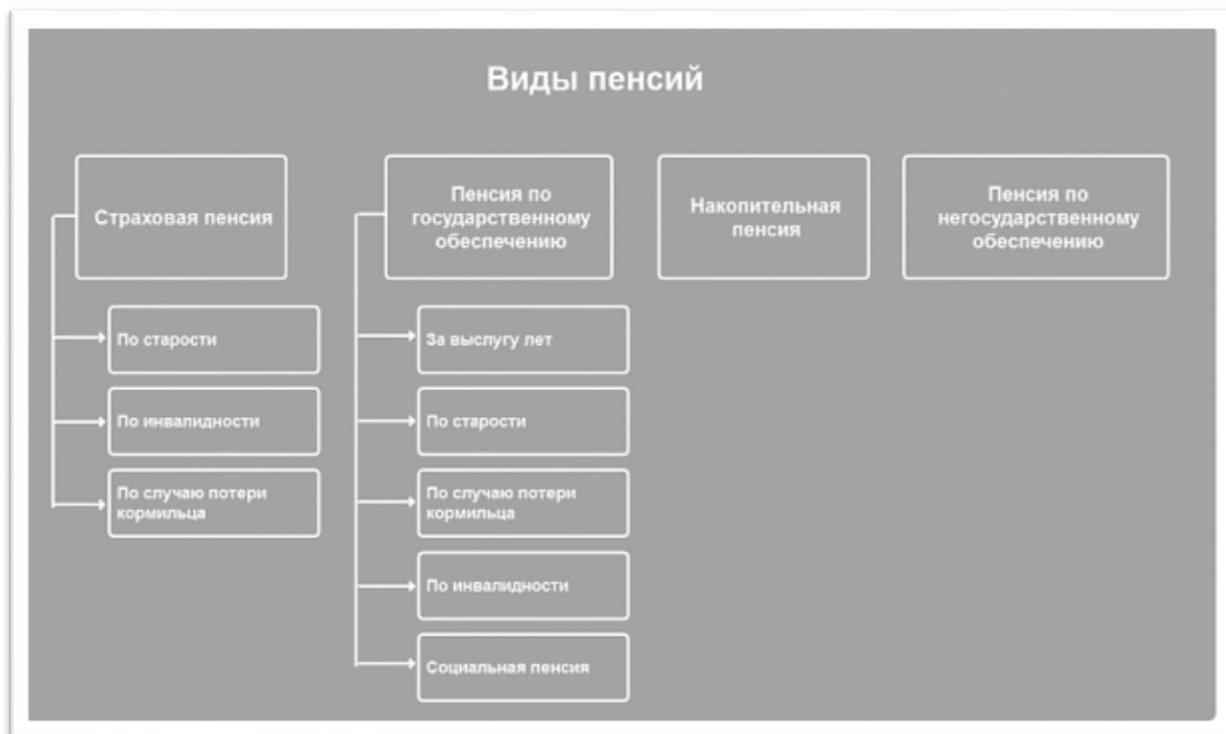 Виды пенсий
Страховая пенсия
По старости
По инвалидности
По случаю потери
кормильца
Пенсия по
государственному
обеспечению
За выслугу лет
По старости
По случаю потери
кормильца
По инвалидности
Социальная пенсия
Накопительная
пенсия
Пенсия по
негосударственному
обеспечению